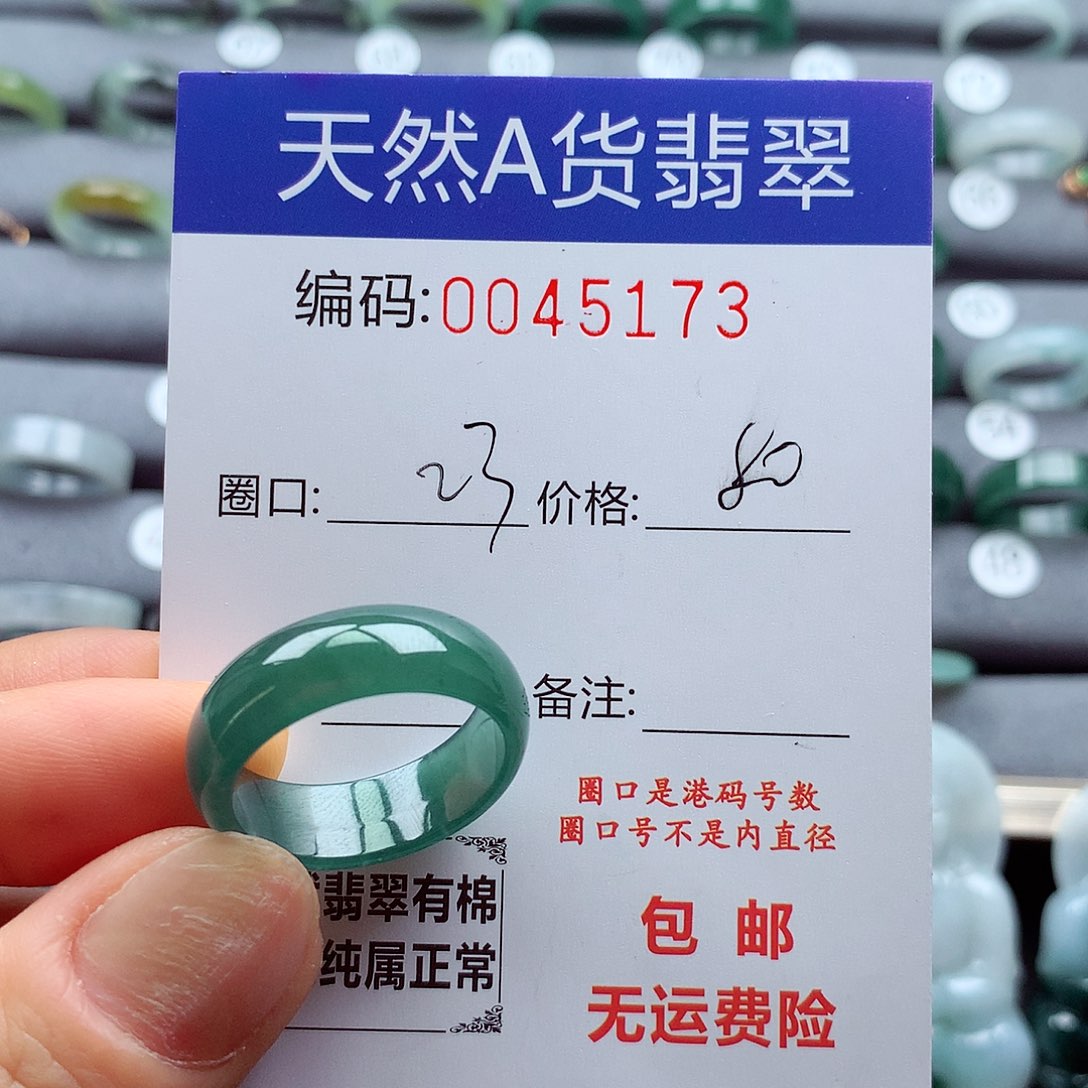 天然A货翡翠
编码:0045173
圈口: 23 价格: 80
备注:
圈口是港码号数
圈口号不是内直径
翡翠有棉
纯属正常
包 邮
无运费险